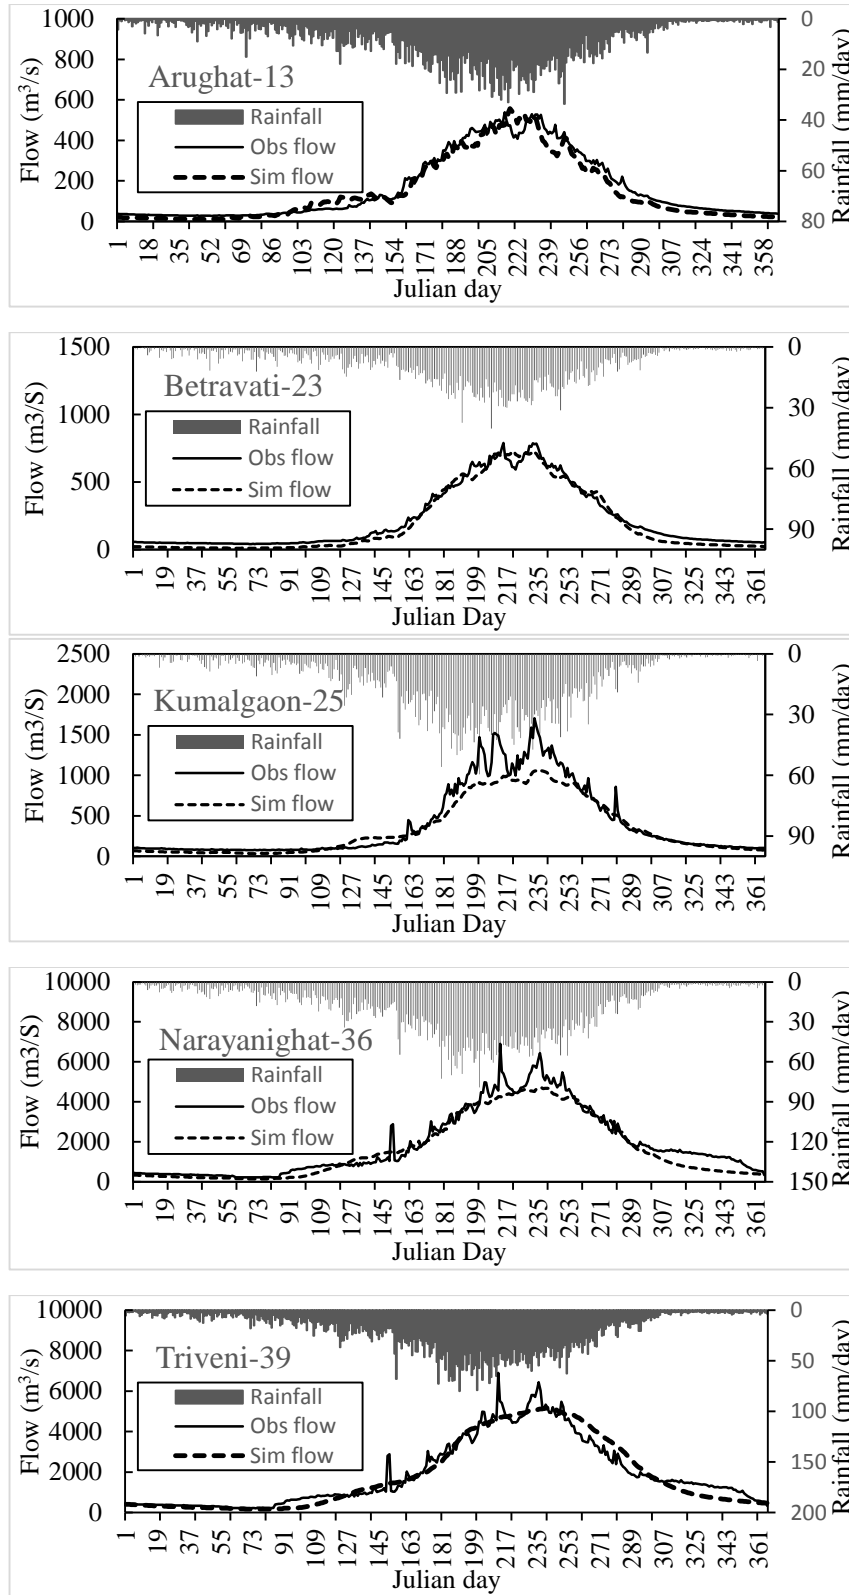 Arughat-13
Flow (m³/s)
1000
800
600
400
200
0
Rainfall
Obs flow
Sim flow
0
20
40
60
80
Rainfall (mm/day)
1 18 35 52 69 86 103 120 137 154 171 188 205 222 239 256 273 290 307 324 341 358
Julian day
Betravati-23
Flow (m3/S)
1500
1000
500
0
Rainfall
Obs flow
Sim flow
0
30
60
90
Rainfall (mm/day)
1 19 37 55 73 91 109 127 145 163 181 199 217 235 253 271 289 307 325 343 361
Julian Day
Kumalgaon-25
Flow (m3/S)
2500
2000
1500
1000
500
0
Rainfall
Obs flow
Sim flow
0
30
60
90
Rainfall (mm/day)
1 19 37 55 73 91 109 127 145 163 181 199 217 235 253 271 289 307 325 343 361
Julian Day
Narayanighat-36
Flow (m3/S)
10000
8000
6000
4000
2000
0
Rainfall
Obs flow
Sim flow
0
30
60
90
120
150
Rainfall (mm/day)
1 19 37 55 73 91 109 127 145 163 181 199 217 235 253 271 289 307 325 343 361
Julian Day
Triveni-39
Flow (m³/s)
10000
8000
6000
4000
2000
0
Rainfall
Obs flow
Sim flow
0
50
100
150
200
Rainfall (mm/day)
1 19 37 55 73 91 109 127 145 163 181 199 217 235 253 271 289 307 325 343 361
Julian day